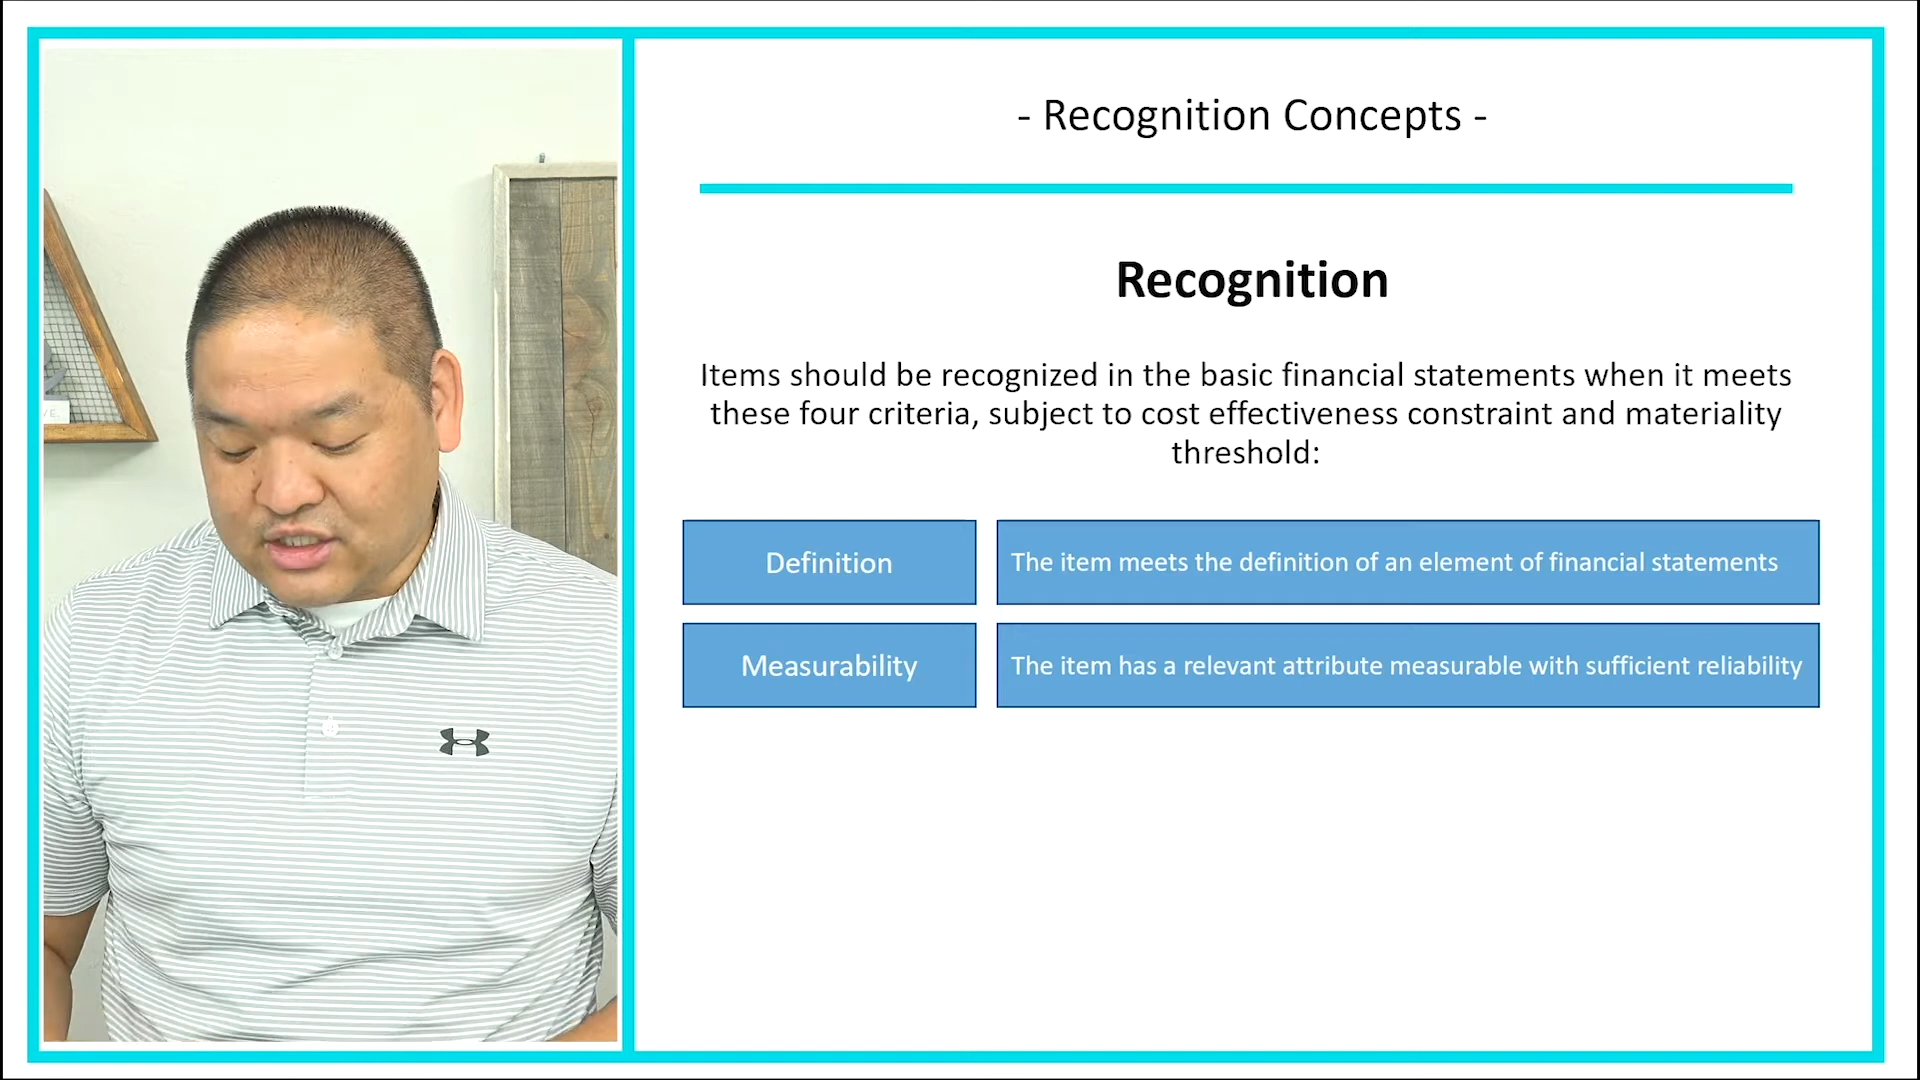 - Recognition Concepts -
Recognition
Items should be recognized in the basic financial statements when it meets
these four criteria, subject to cost effectiveness constraint and materiality
threshold:
Definition
The item meets the definition of an element of financial statements
Measurability
The item has a relevant attribute measurable with sufficient reliability